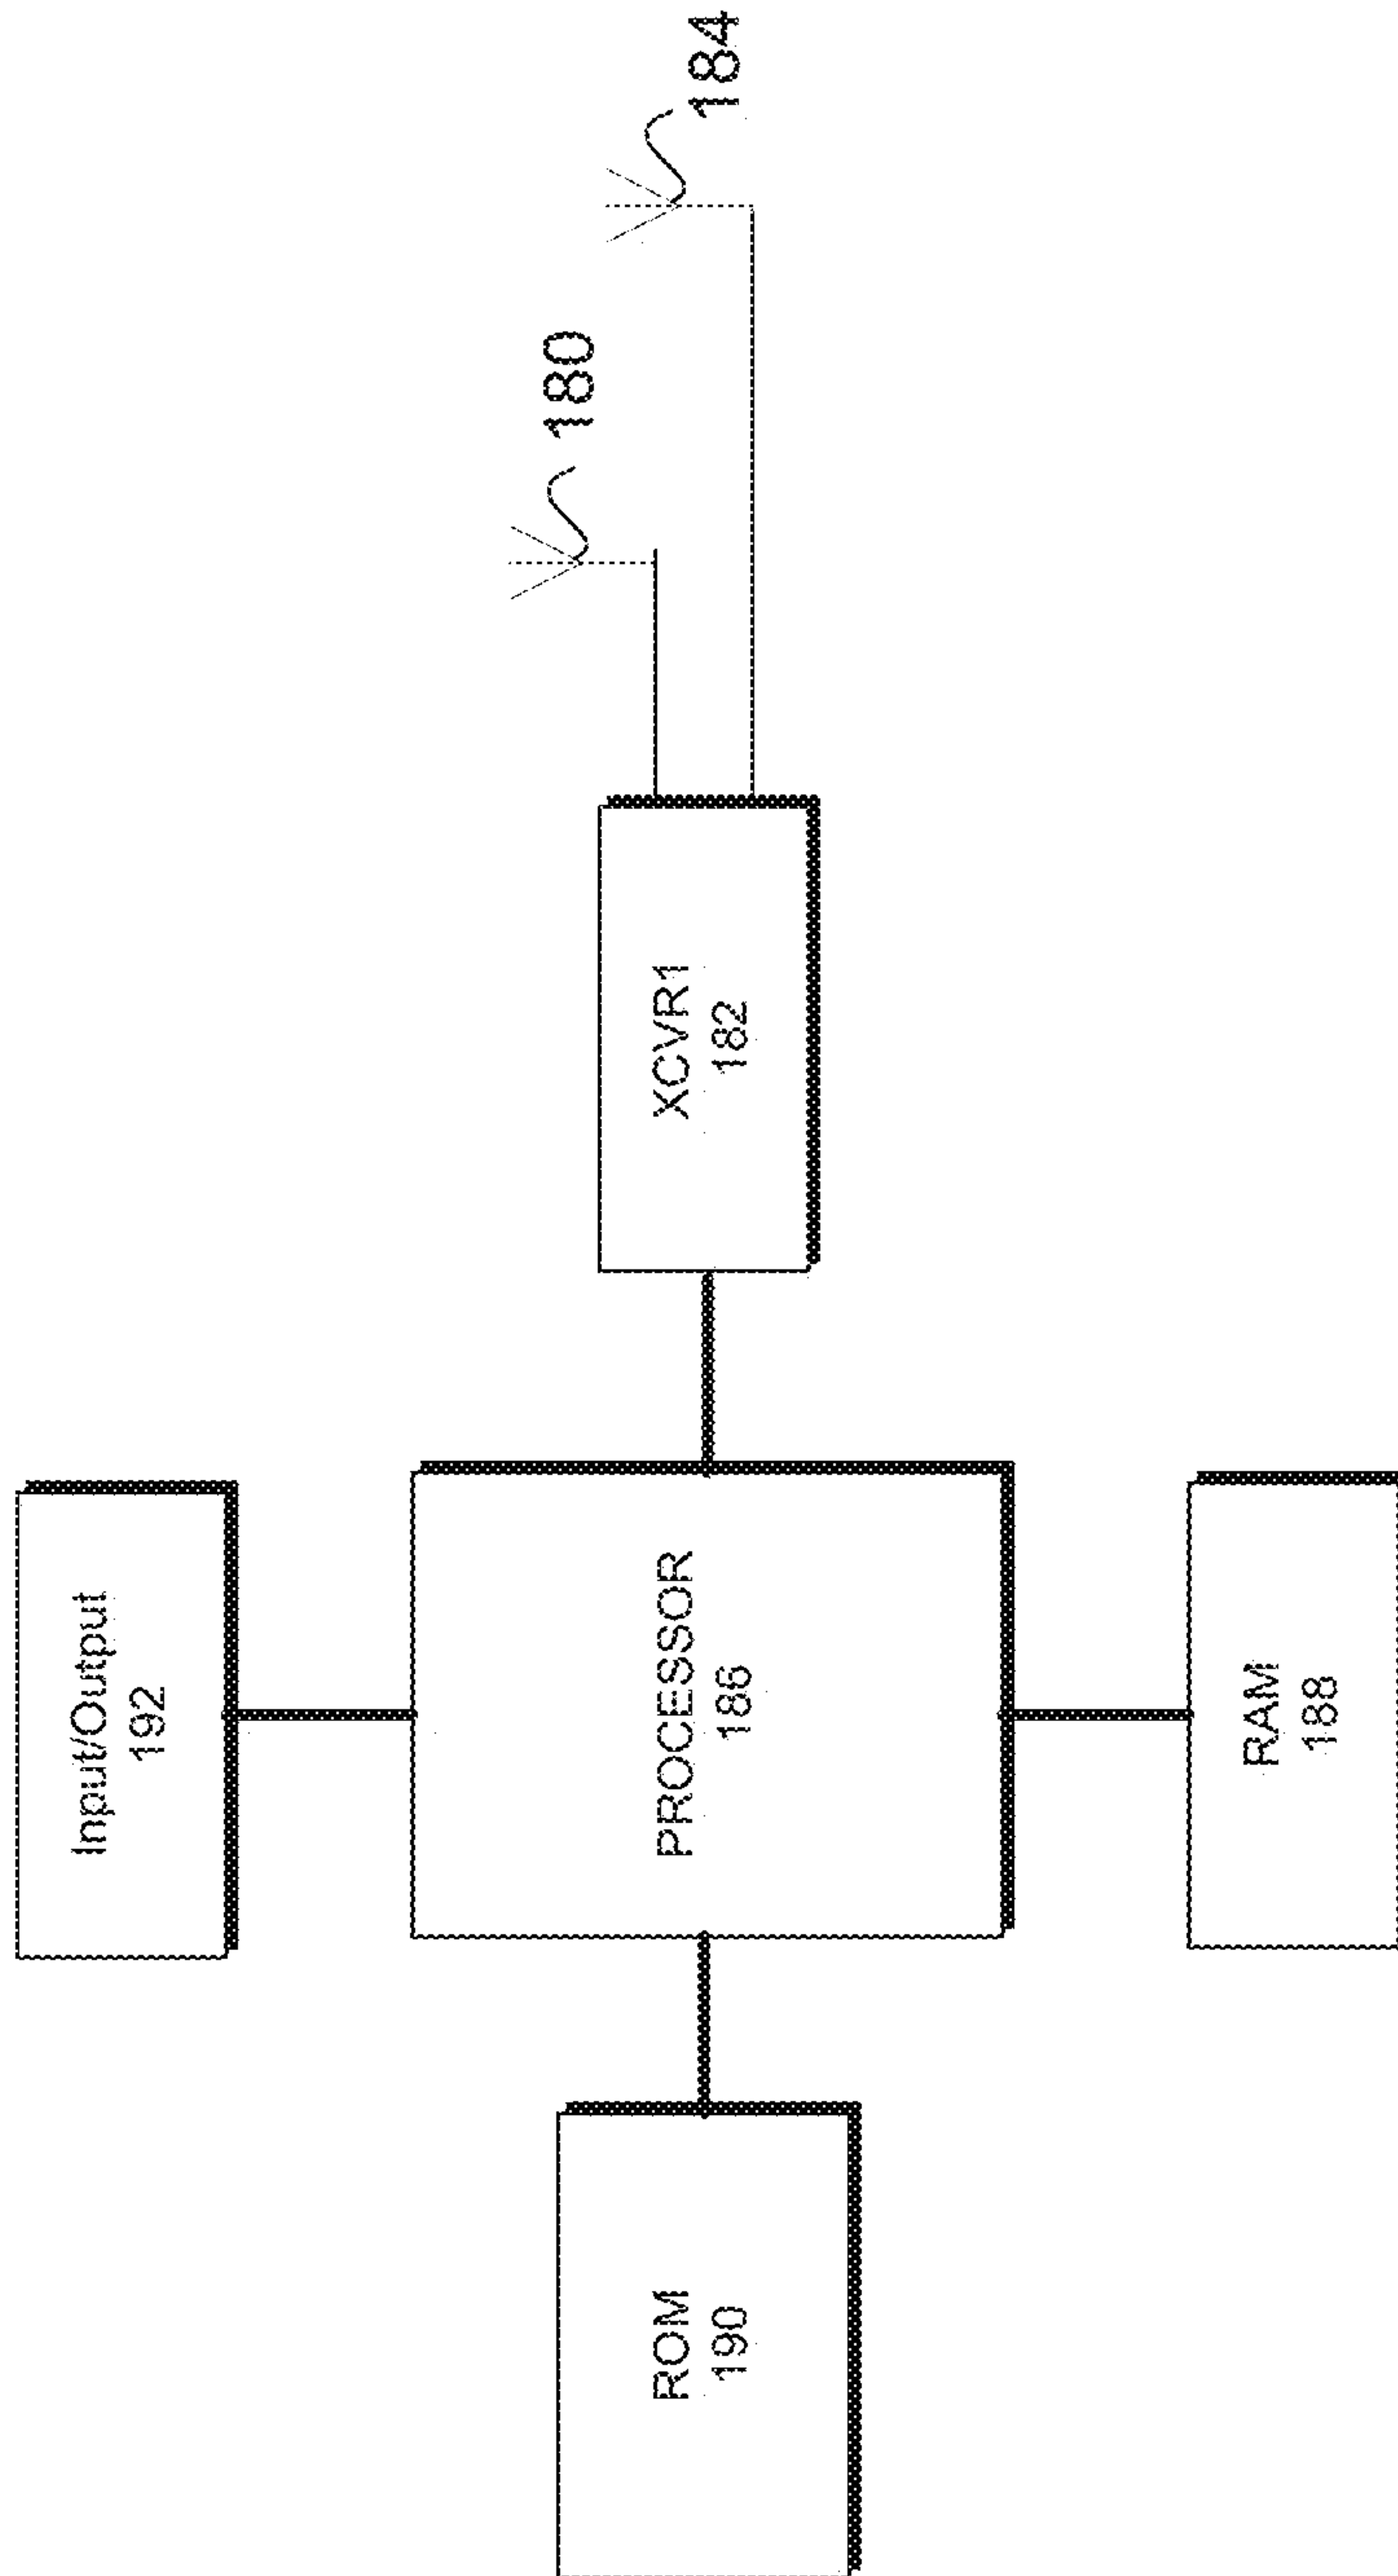 Input/Output
192
ROM
190
PROCESSOR
186
XCVR1
182
180
184
RAM
188